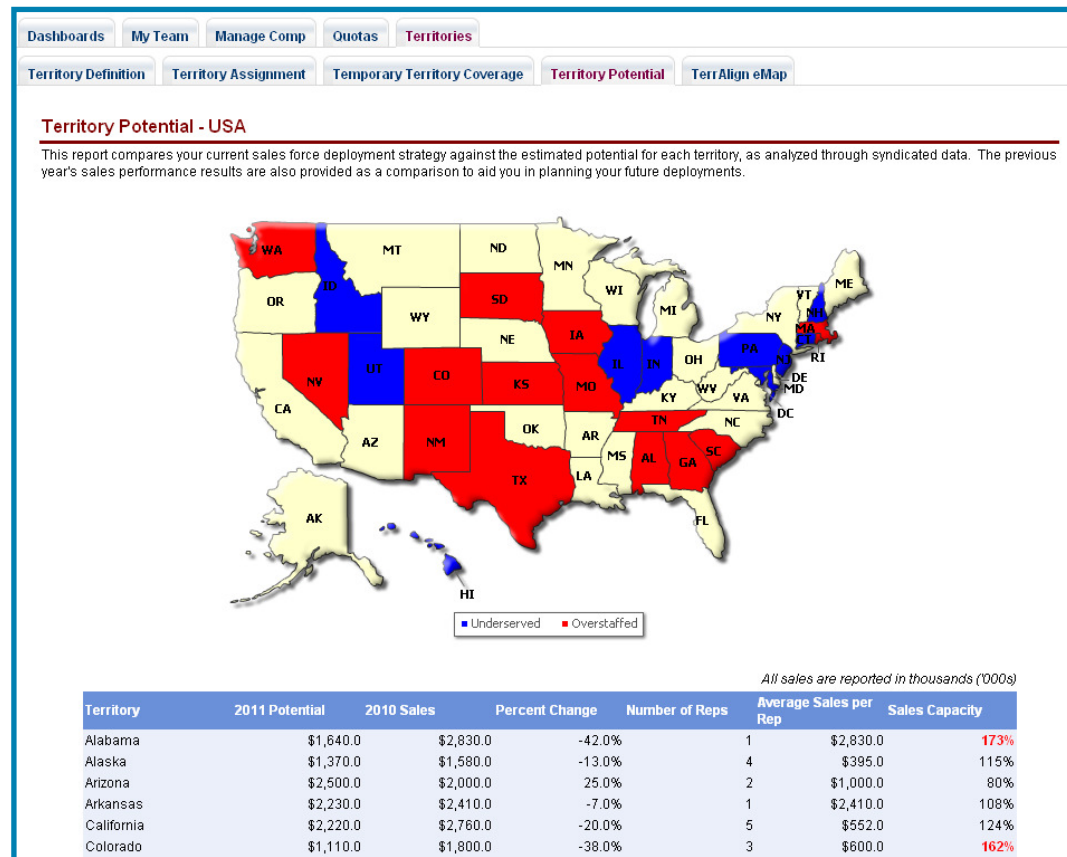 Dashboards My Team Manage Comp Quotas Territories
Territory Definition Territory Assignment Temporary Territory Coverage Territory Potential TerrAlign eMap
Territory Potential - USA
This report compares your current sales force deployment strategy against the estimated potential for each territory, as analyzed through syndicated data. The previous
year's sales performance results are also provided as a comparison to aid you in planning your future deployments.
WA MT ND MN ME
OR ID SD WI MI VT NH
WY NY MA
NE IA CT RI
NV UT CO KS MO IL IN OH PA NJ
DE
MD
WV VA DC
KY
CA AZ NM OK AR TN NC
TX LA MS AL GA SC
FL
AK
HI
Underserved Overstaffed
All sales are reported in thousands ('000s)
Territory 2011 Potential 2010 Sales Percent Change Number of Reps Average Sales per Rep Sales Capacity
Alabama $1,640.0 $2,830.0 -42.0% 1 $2,830.0 173%
Alaska $1,370.0 $1,580.0 -13.0% 4 $395.0 115%
Arizona $2,500.0 $2,000.0 25.0% 2 $1,000.0 80%
Arkansas $2,230.0 $2,410.0 -7.0% 1 $2,410.0 108%
California $2,220.0 $2,760.0 -20.0% 5 $552.0 124%
Colorado $1,110.0 $1,800.0 -38.0% 3 $600.0 162%